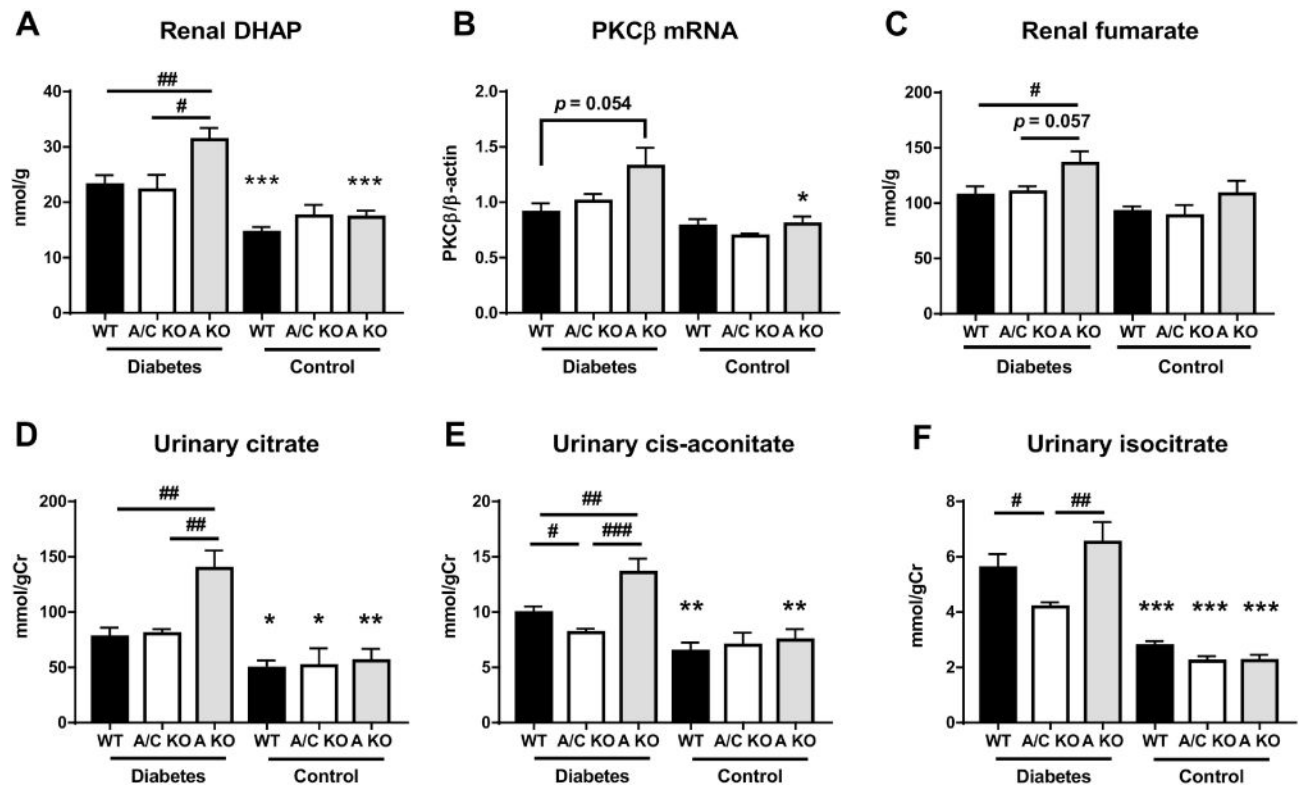 A Renal DHAP
##
#
*** ***
nmol/g
40
30
20
10
0
WT A/C KO A KO WT A/C KO A KO
Diabetes Control
B PKCβ mRNA
p = 0.054
*
PKCβ/β-actin
2.0
1.5
1.0
0.5
0.0
WT A/C KO A KO WT A/C KO A KO
Diabetes Control
C Renal fumarate
#
p = 0.057
nmol/g
200
150
100
50
0
WT A/C KO A KO WT A/C KO A KO
Diabetes Control
D Urinary citrate
##
##
* * **
mmol/gCr
200
150
100
50
0
WT A/C KO A KO WT A/C KO A KO
Diabetes Control
E Urinary cis-aconitate
##
# ###
** **
mmol/gCr
20
15
10
5
0
WT A/C KO A KO WT A/C KO A KO
Diabetes Control
F Urinary isocitrate
# ##
*** *** ***
mmol/gCr
8
6
4
2
0
WT A/C KO A KO WT A/C KO A KO
Diabetes Control